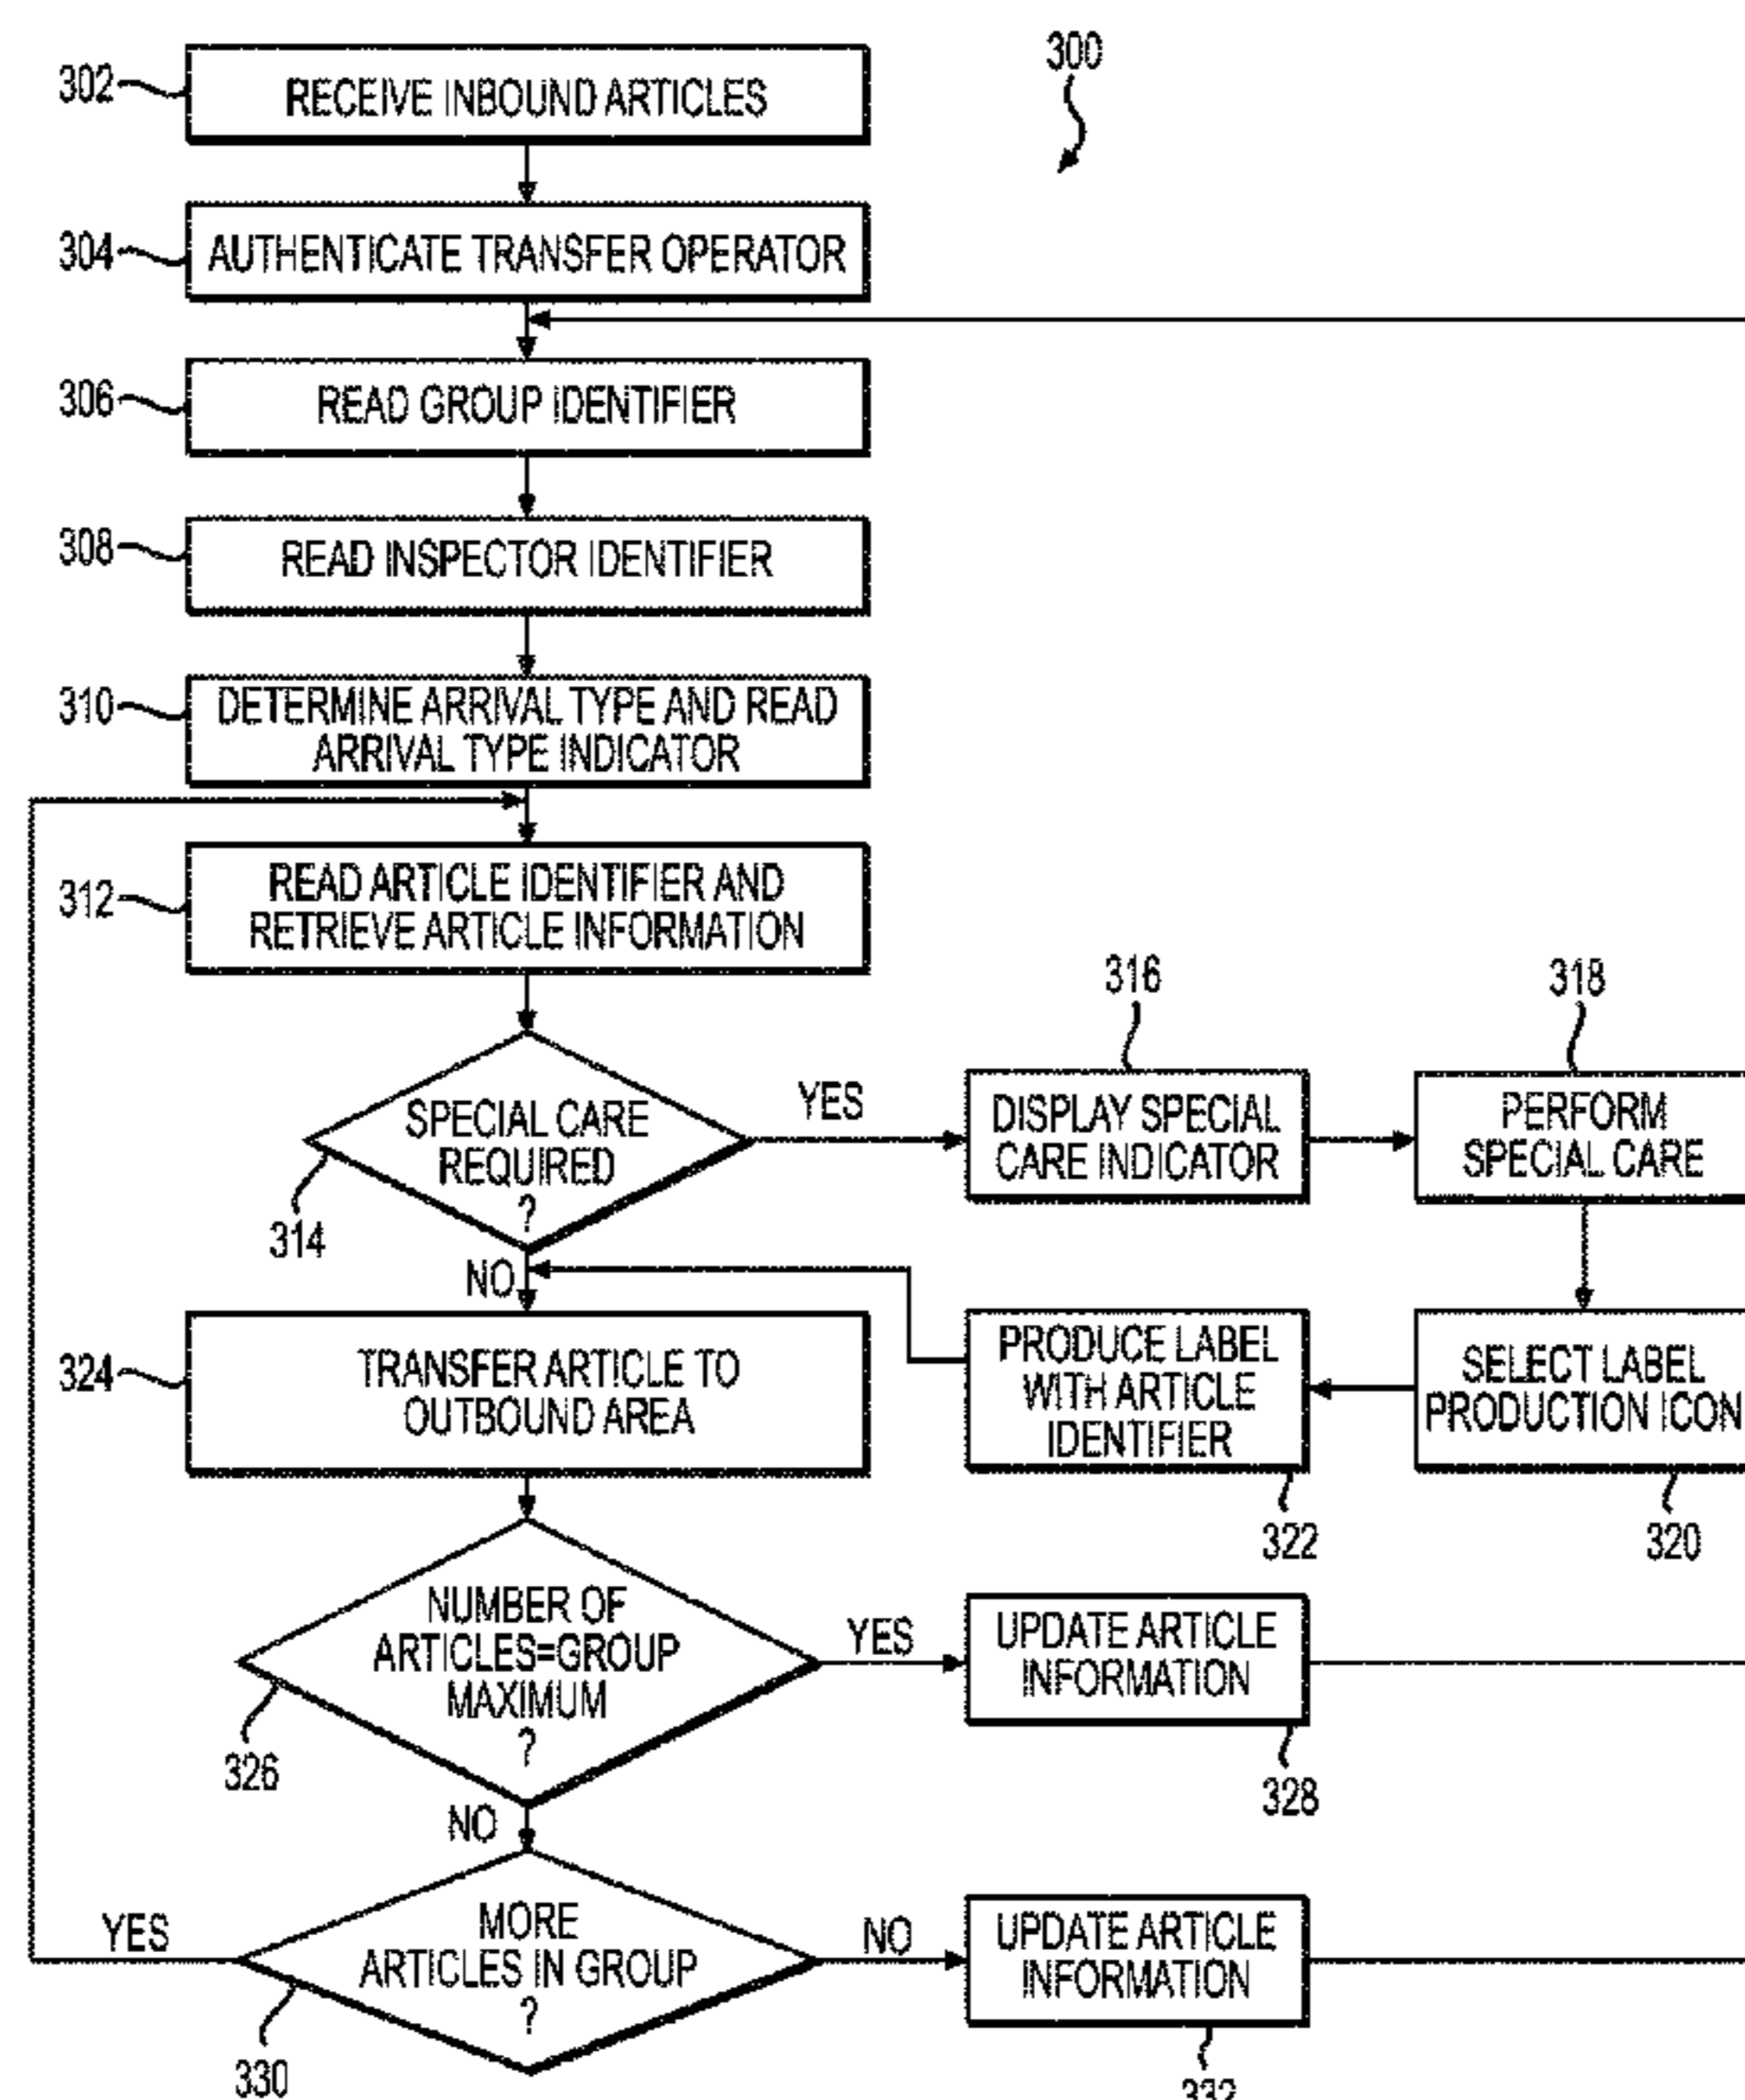 300
302
RECEIVE INBOUND ARTICLES
304
AUTHENTICATE TRANSFER OPERATOR
306
READ GROUP IDENTIFIER
308
READ INSPECTOR IDENTIFIER
310
DETERMINE ARRIVAL TYPE AND READ
ARRIVAL TYPE INDICATOR
312
READ ARTICLE IDENTIFIER AND
RETRIEVE ARTICLE INFORMATION
314
SPECIAL CARE
REQUIRED
?
YES
316
DISPLAY SPECIAL
CARE INDICATOR
318
PERFORM
SPECIAL CARE
NO
324
TRANSFER ARTICLE TO
OUTBOUND AREA
PRODUCE LABEL
WITH ARTICLE
IDENTIFIER
322
SELECT LABEL
PRODUCTION ICON
320
NUMBER OF
ARTICLES=GROUP
MAXIMUM
?
326
YES
UPDATE ARTICLE
INFORMATION
328
NO
YES
MORE
ARTICLES IN GROUP
?
330
NO
UPDATE ARTICLE
INFORMATION
332